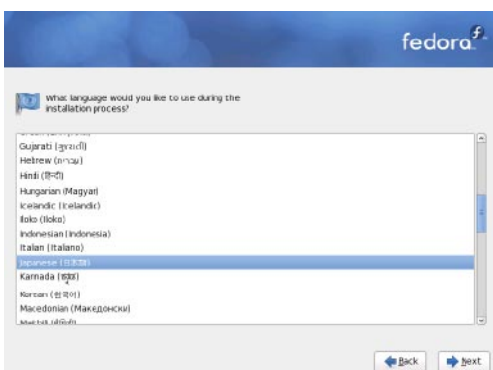 fedora
What language would you like to use during the
installation process?
Gujarati (ગુજરાતી)
Hebrew (עברית)
Hindi (हिन्दी)
Hungarian (Magyar)
Icelandic (Icelandic)
Iloko (Iloko)
Indonesian (Indonesia)
Italian (Italiano)
Japanese (日本語)
Kannada (ಕನ್ನಡ)
Korean (한국어)
Macedonian (Македонски)
Back
Next